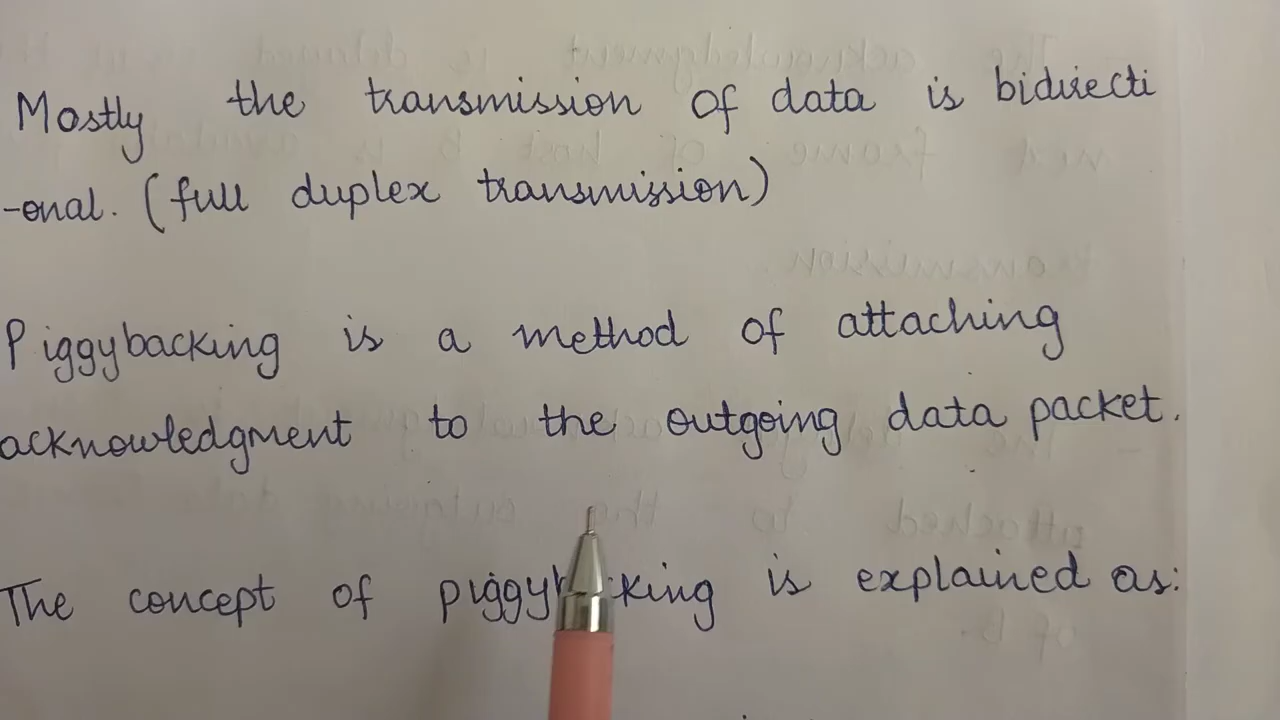 Mostly the transmission of data is bidirecti
-onal. (full duplex transmission)
Piggybacking is a method of attaching
acknowledgment to the outgoing data packet.
The concept of piggybacking is explained as: